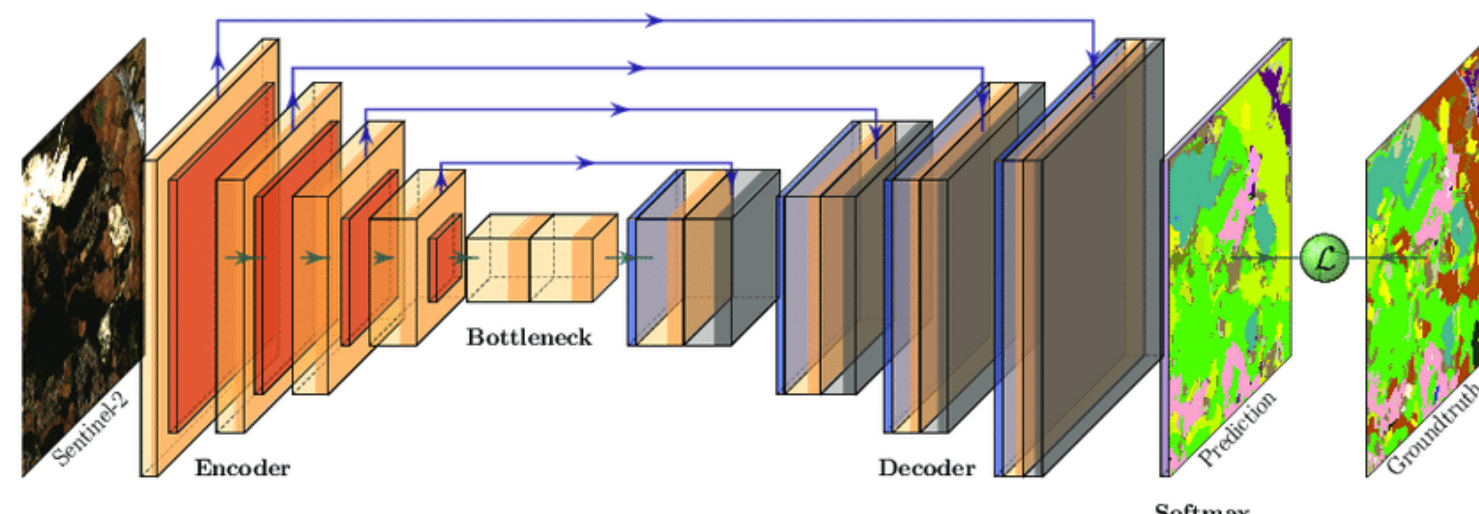 Sentinel-2
Encoder
Bottleneck
Decoder
Softmax
Prediction
ℒ
Groundtruth